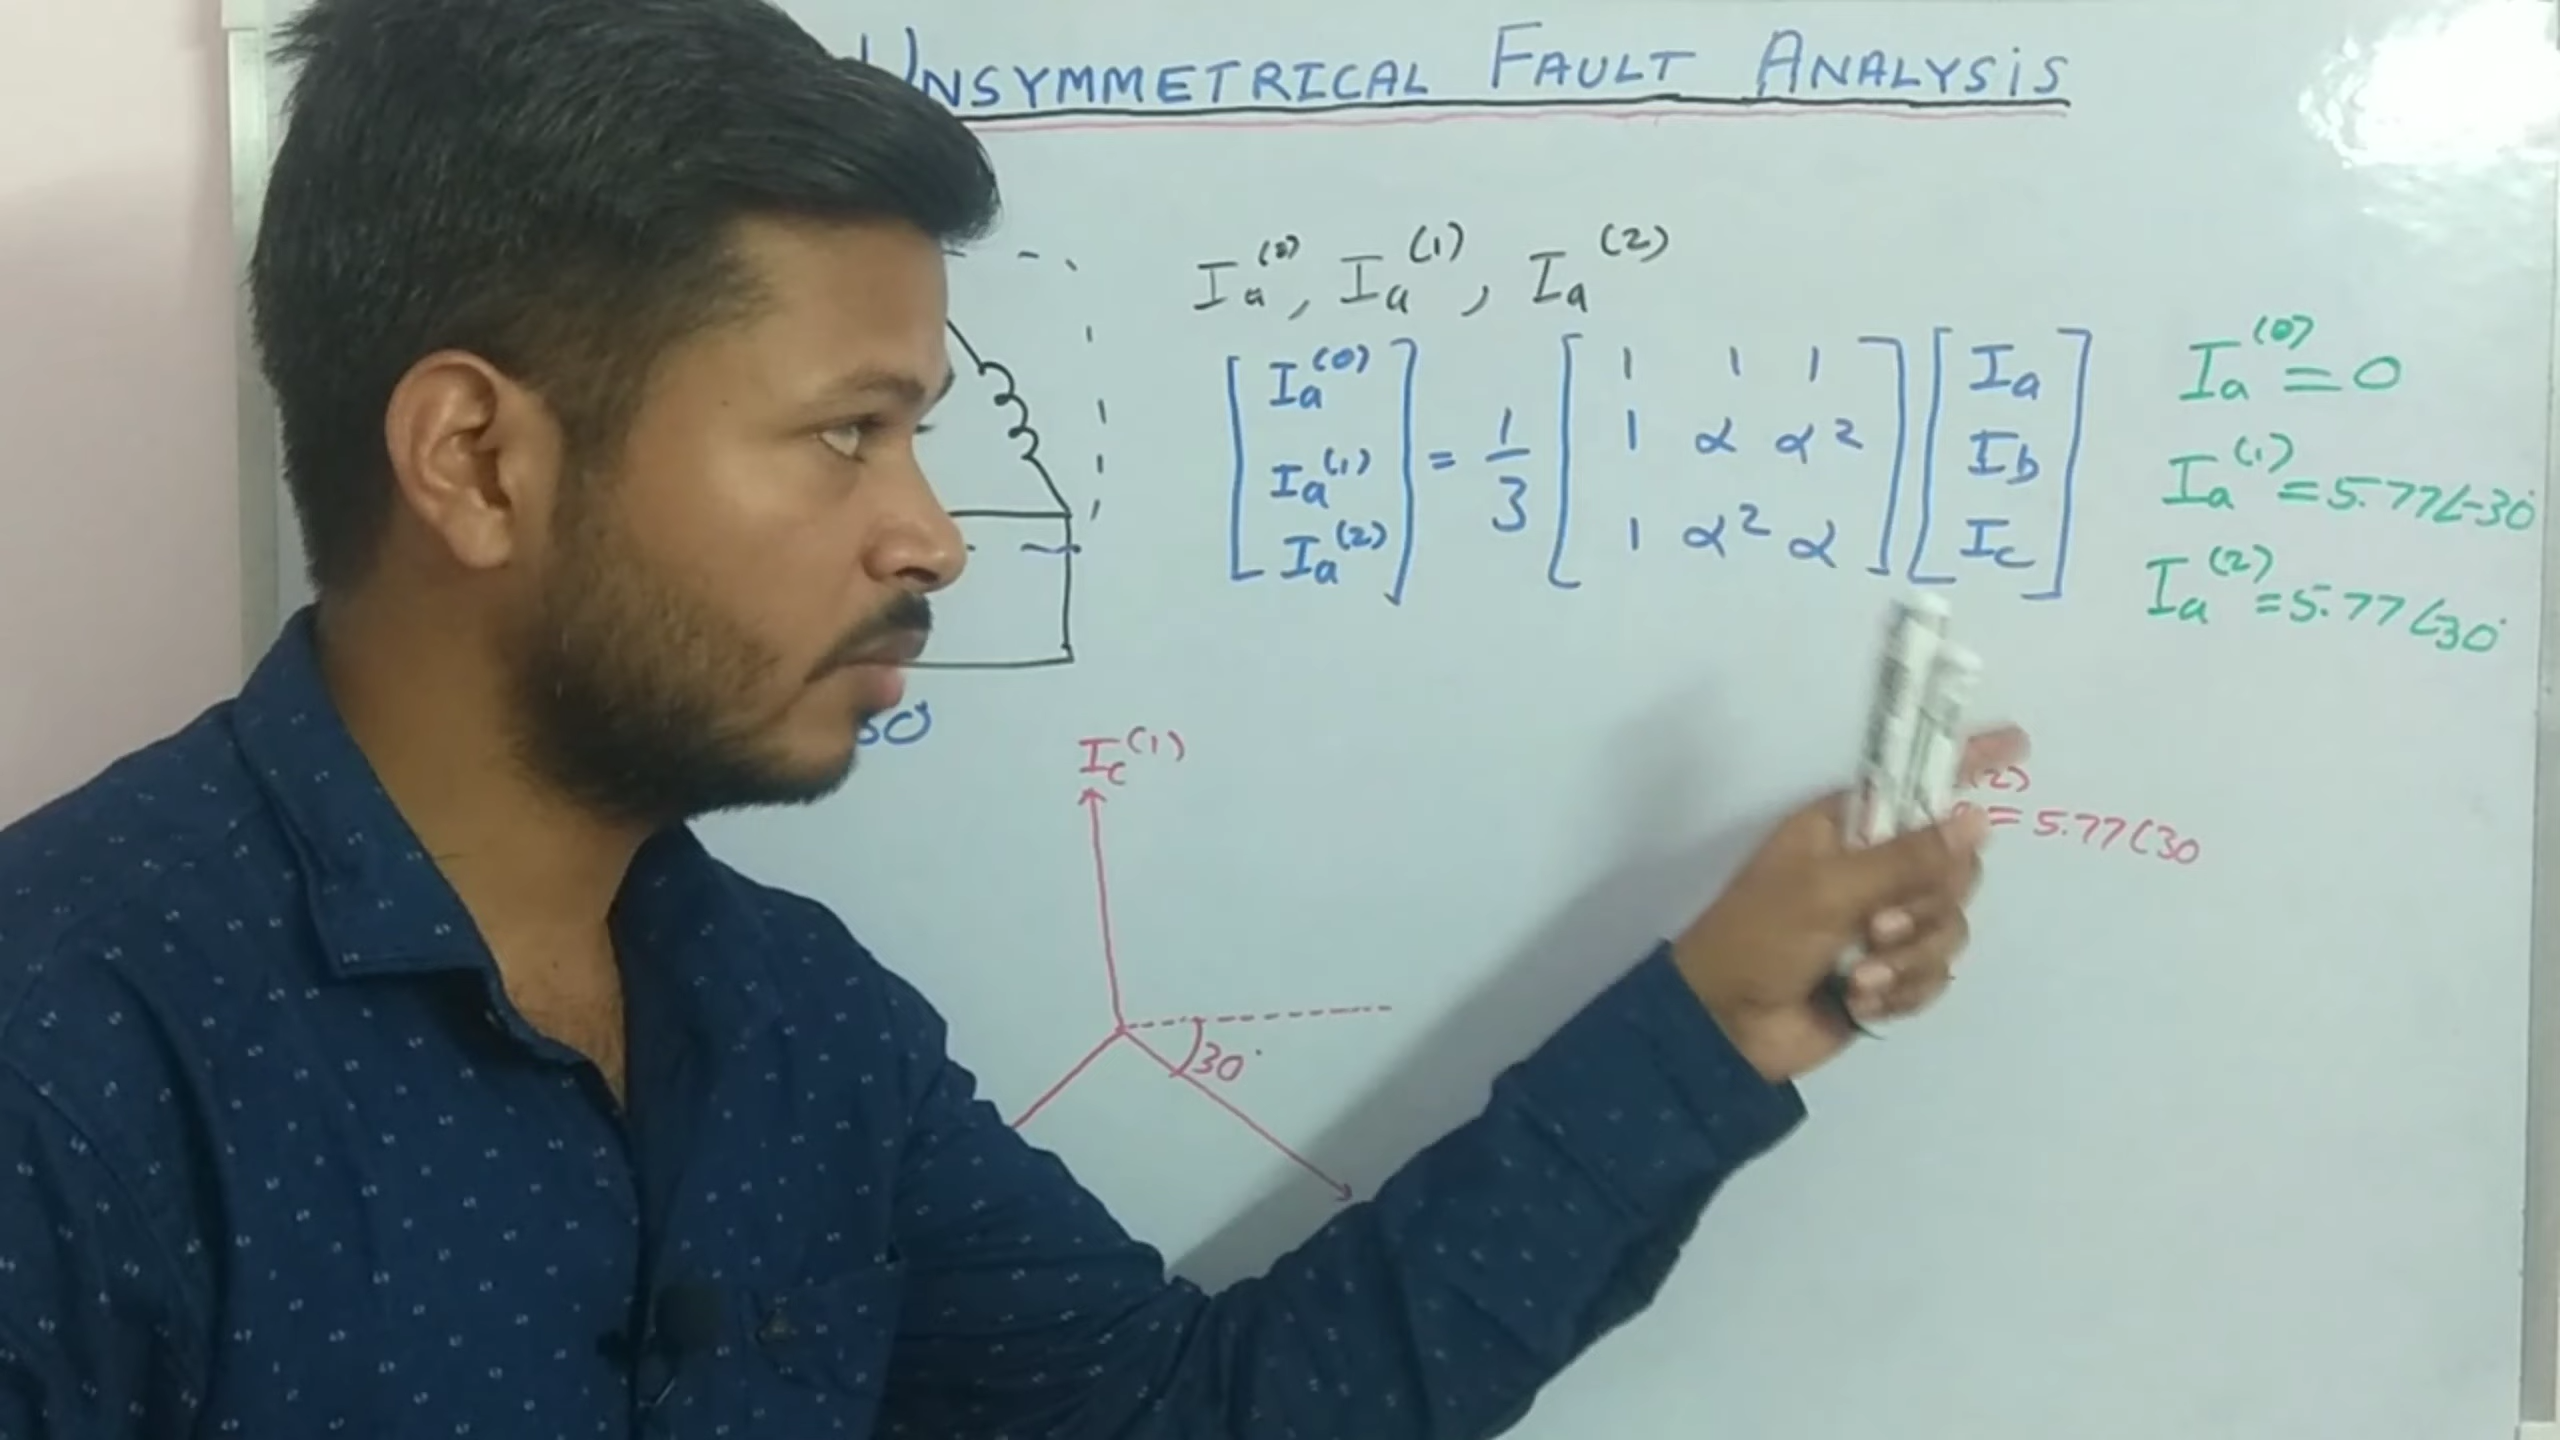 UNSYMMETRICAL FAULT ANALYSIS
Ia(0), Ia(1), Ia(2)
[Ia(0) Ia(1) Ia(2)] = 1/3 [1 1 1
1 α α²
1 α² α] [Ia Ib Ic]
Ia(0) = 0
Ia(1) = 5.77∠-30°
Ia(2) = 5.77∠30°
Ic(1)
(2) = 5.77∠30
30°